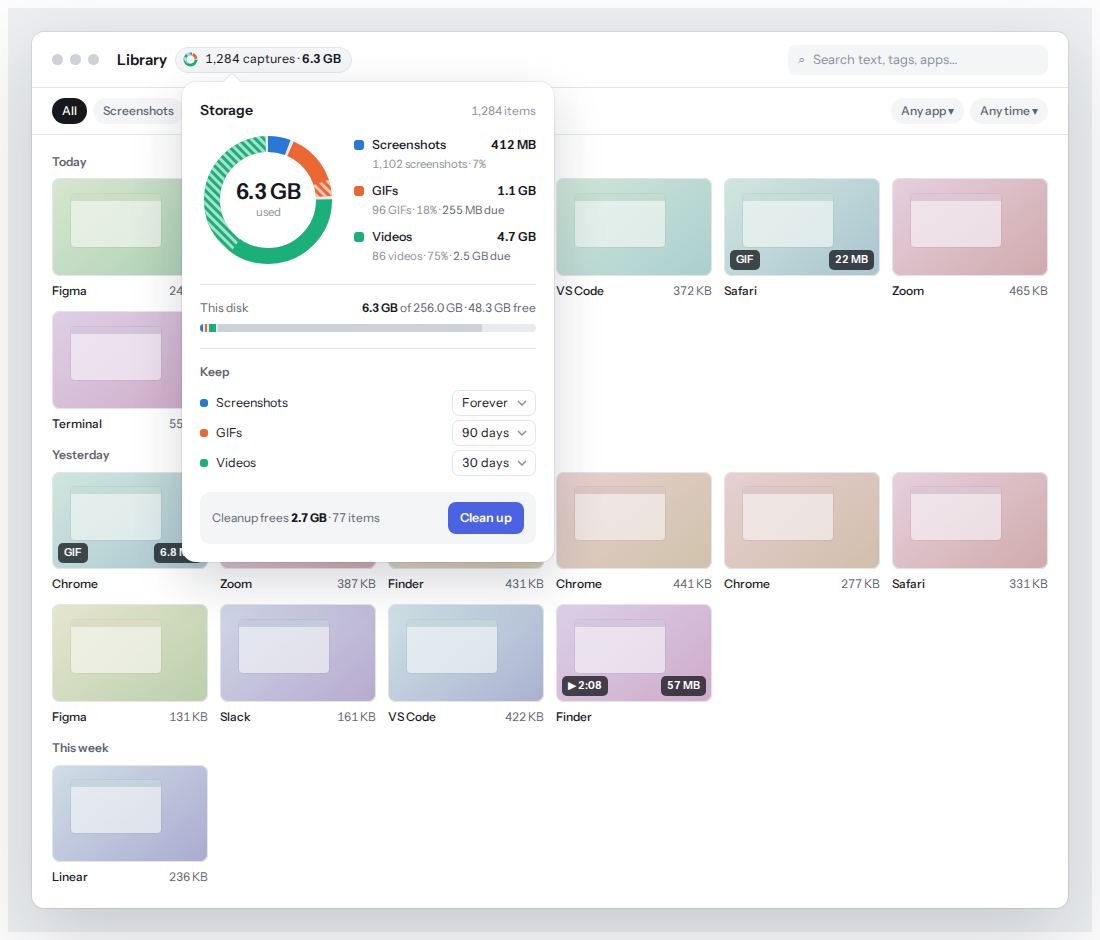 Library 1,284 captures · 6.3 GB Search text, tags, apps...
All Screenshots Any app ▾ Any time ▾
Storage 1,284 items
6.3 GB
used
Screenshots 412 MB
1,102 screenshots · 7%
GIFs 1.1 GB
96 GIFs · 18% · 255 MB due
Videos 4.7 GB
86 videos · 75% · 2.5 GB due
This disk 6.3 GB of 256.0 GB · 48.3 GB free
Keep
Screenshots Forever
GIFs 90 days
Videos 30 days
Cleanup frees 2.7 GB · 77 items Clean up
Today
GIF 22 MB
Figma VS Code 372 KB Safari Zoom 465 KB
Terminal
Yesterday
GIF
Chrome Zoom 387 KB Finder 431 KB Chrome 441 KB Chrome 277 KB Safari 331 KB
▶ 2:08 57 MB
Figma 131 KB Slack 161 KB VS Code 422 KB Finder
This week
Linear 236 KB